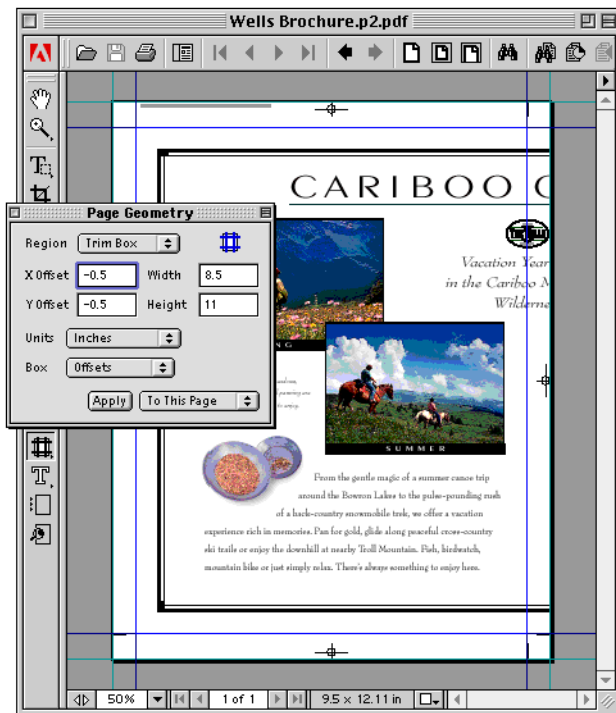 Wells Brochure.p2.pdf
CARIBOO C
Page Geometry
Region Trim Box
X Offset -0.5 Width 8.5
Y Offset -0.5 Height 11
Units Inches
Box Offsets
Apply To This Page
Vacation Year
in the Cariboo M
Wilderne
NG
SUMMER
From the gentle magic of a summer canoe trip
around the Bowron Lakes to the pulse-pounding rush
of a back-country snowmobile trek, we offer a vacation
experience rich in memories. Pan for gold, glide along peaceful cross-country
ski trails or enjoy the downhill at nearby Troll Mountain. Fish, birdwatch,
mountain bike or just simply relax. There's always something to enjoy here.
50% 1 of 1 9.5 x 12.11 in